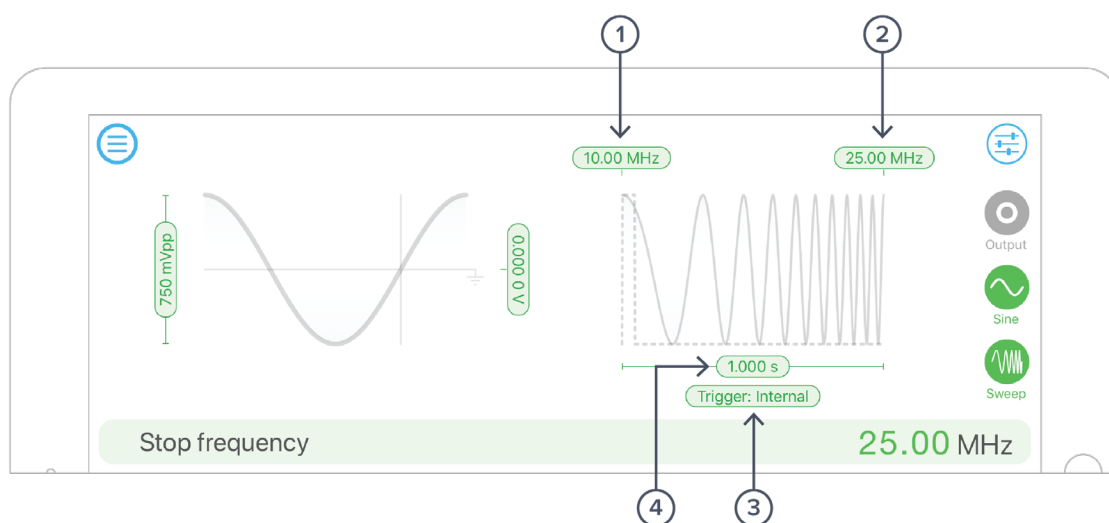 1
2
10.00 MHz
25.00 MHz
Output
750 mVpp
0.000 0 V
Sine
1.000 s
Trigger: Internal
Sweep
Stop frequency
25.00 MHz
4
3